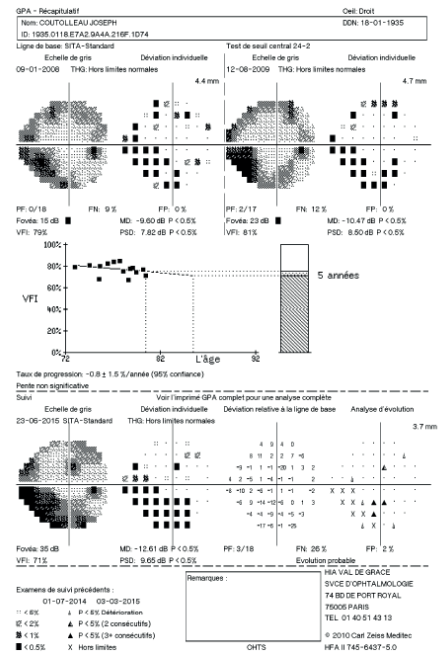 GPA - Récapitulatif Oeil: Droit
Nom: COUTOLLEAU JOSEPH DDN: 18-01-1935
ID: 1935.0118.E7A2.9A4A.216F.1D74
Ligne de base: SITA-Standard Test de seuil central 24-2
Echelle de gris Déviation individuelle Echelle de gris Déviation individuelle
09-01-2008 THG: Hors limites normales 12-08-2009 THG: Hors limites normales
4.4 mm 4.7 mm
PF: 0/18 FN: 9 % FP: 0 % PF: 2/17 FN: 12 % FP: 0 %
Fovéa: 15 dB MD: -9.60 dB P < 0.5% Fovéa: 23 dB MD: -10.47 dB P < 0.5%
VFI: 79% PSD: 7.82 dB P < 0.5% VFI: 81% PSD: 8.50 dB P < 0.5%
100%
80%
60%
VFI
40%
20%
0%
72 82 L'âge 92
5 années
Taux de progression: -0.8 ± 1.5 %/année (95% confiance)
Pente non significative
Suivi Voir l'imprimé GPA complet pour une analyse complète
Echelle de gris Déviation individuelle Déviation relative à la ligne de base Analyse d'évolution
23-06-2015 SITA-Standard THG: Hors limites normales
3.7 mm
Fovéa: 35 dB MD: -12.61 dB P < 0.5% PF: 3/18 FN: 26 % FP: 2 %
VFI: 71% PSD: 9.65 dB P < 0.5% Evolution probable
Examens de suivi précédents :
01-07-2014 03-03-2015
< 5% P < 5% Détérioration
< 2% P < 5% (2 consécutifs)
< 1% P < 5% (3+ consécutifs)
< 0.5% X Hors limites
Remarques :
OHTS
HIA VAL DE GRACE
SVCE D'OPHTALMOLOGIE
74 BD DE PORT ROYAL
75005 PARIS
TEL 01 40 51 43 13
© 2010 Carl Zeiss Meditec
HFA II 745-6437-5.0